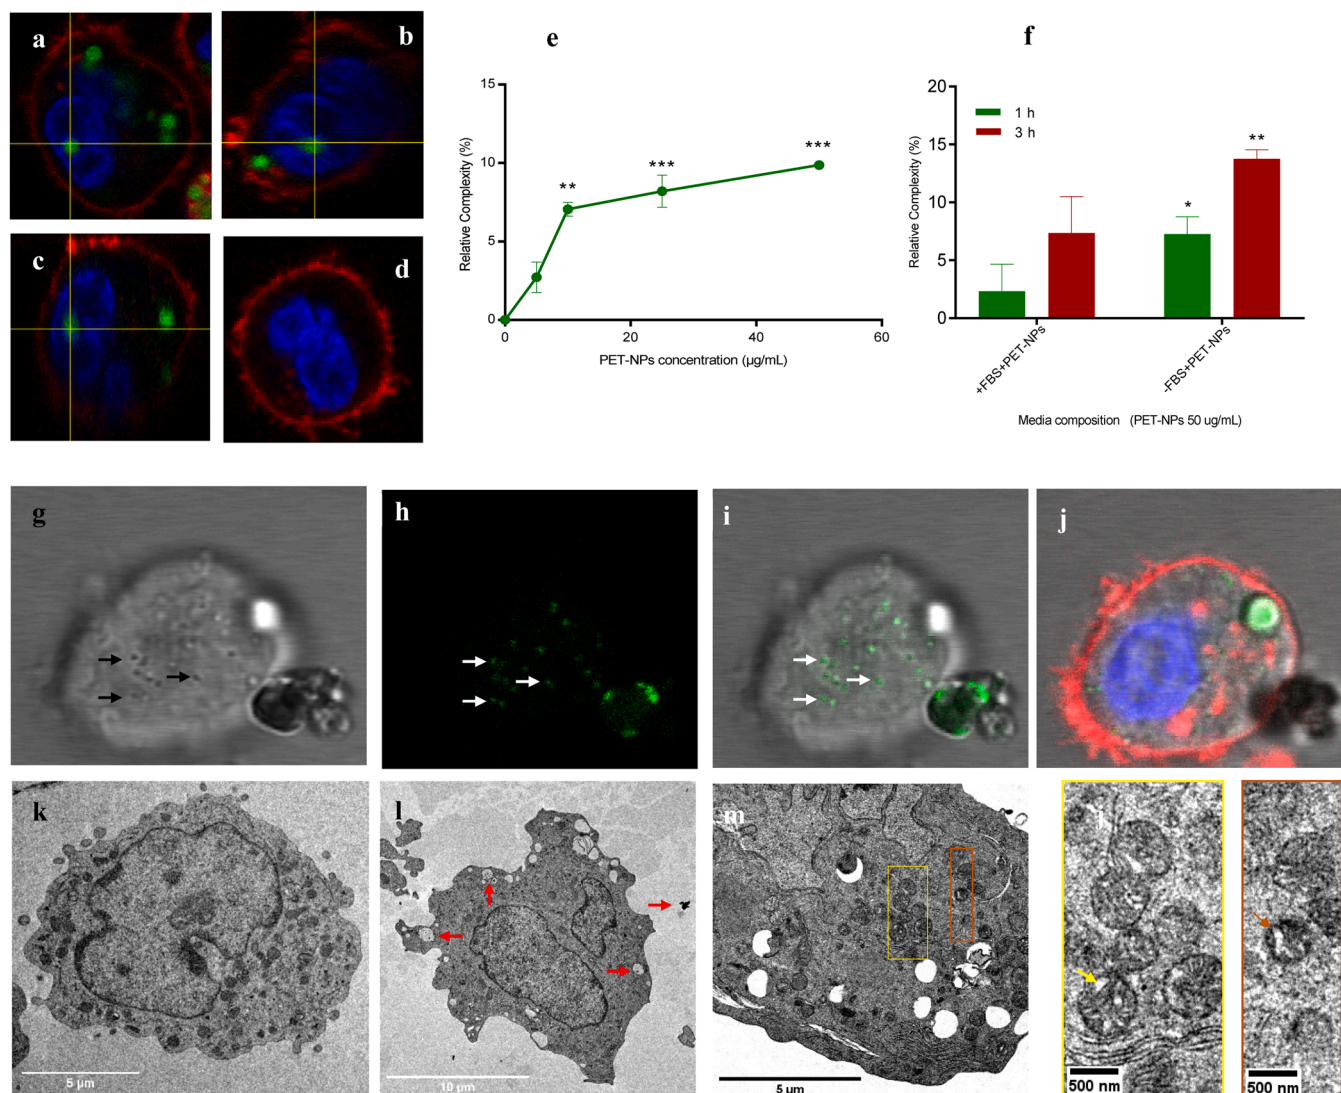 a
b
c
d
e
15
10
5
0
Relative Complexity (%)
**
***
***
0
20
40
60
PET-NPs concentration (µg/mL)
f
20
15
10
5
0
Relative Complexity (%)
1 h
3 h
*
**
+FBS+PET-NPs
-FBS+PET-NPs
Media composition (PET-NPs 50 ug/mL)
g
h
i
j
k
5 µm
l
10 µm
m
5 µm
500 nm
500 nm